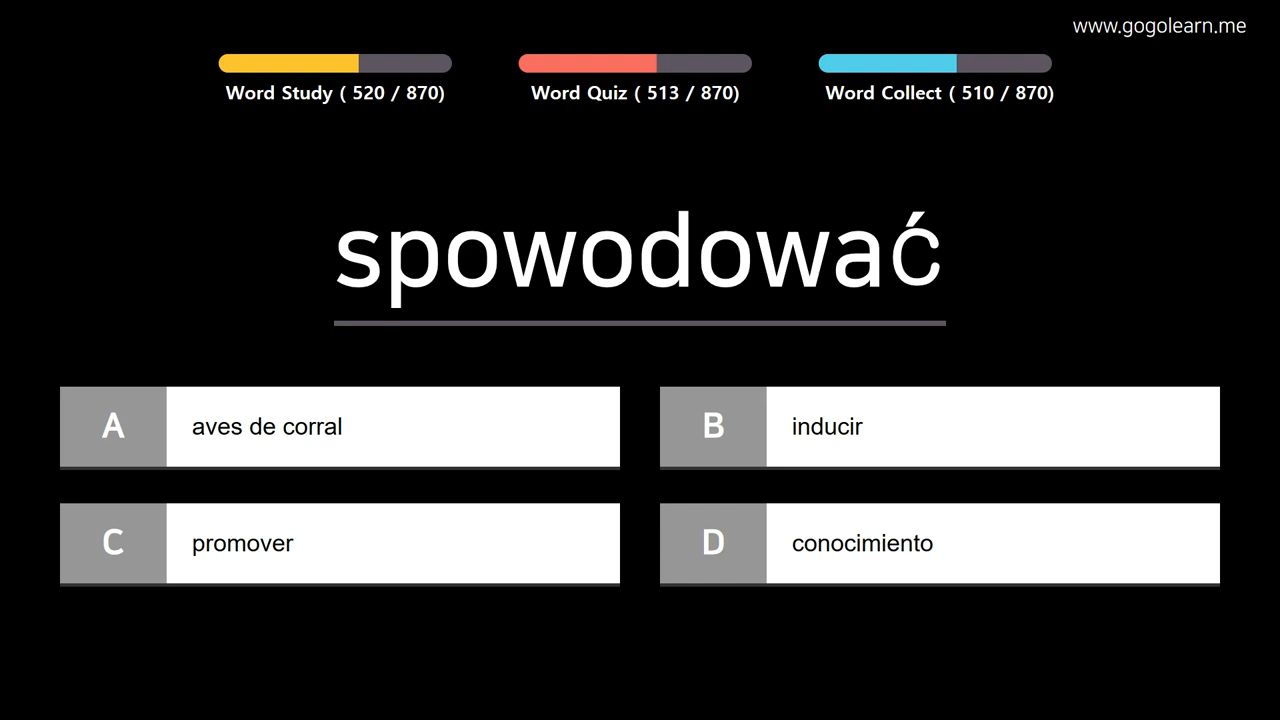 www.gogolearn.me
Word Study ( 520 / 870)
Word Quiz ( 513 / 870)
Word Collect ( 510 / 870)
spowodować
A
aves de corral
B
inducir
C
promover
D
conocimiento